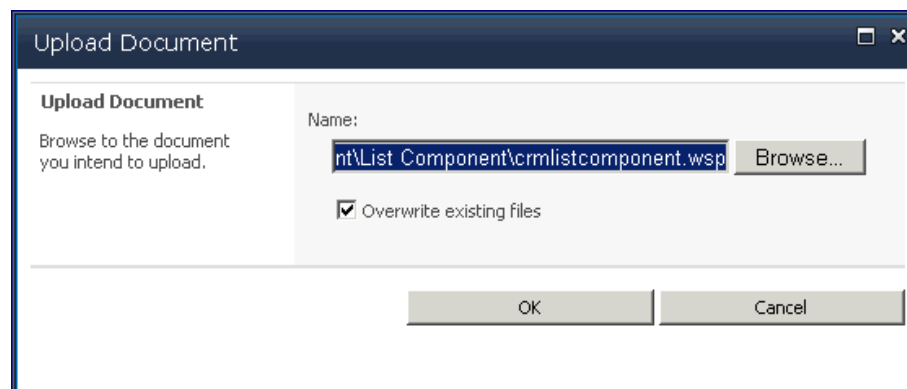 Upload Document
Upload Document
Browse to the document
you intend to upload.
Name:
nt\List Component\crmlistcomponent.wsp
Browse...
Overwrite existing files
OK
Cancel